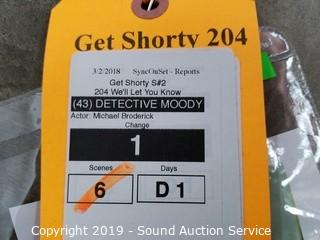 Get Shorty 204
3/2/2018 SyncOnSet - Reports
Get Shorty S#2
204 We'll Let You Know
(43) DETECTIVE MOODY
Actor: Michael Broderick
Change
1
Scenes Days
6 D 1
Copyright 2019 - Sound Auction Service